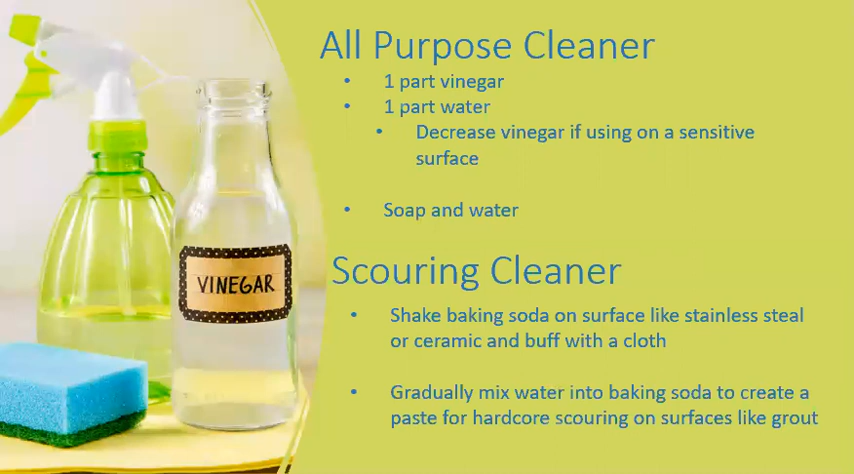 All Purpose Cleaner
• 1 part vinegar
• 1 part water
• Decrease vinegar if using on a sensitive
surface
• Soap and water
VINEGAR
Scouring Cleaner
• Shake baking soda on surface like stainless steal
or ceramic and buff with a cloth
• Gradually mix water into baking soda to create a
paste for hardcore scouring on surfaces like grout